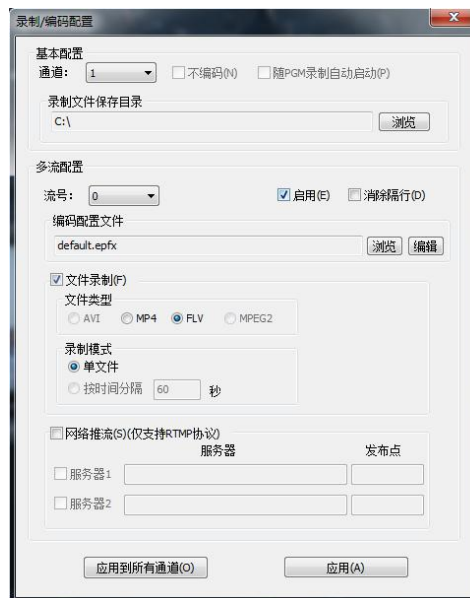 录制/编码配置
基本配置
通道： 1 不编码(N) 随PGM录制自动启动(P)
录制文件保存目录
C:\ 浏览
多流配置
流号： 0 启用(E) 消除隔行(D)
编码配置文件
default.epfx 浏览 编辑
文件录制(F)
文件类型
AVI MP4 FLV MPEG2
录制模式
单文件
按时间分隔 60 秒
网络推流(S)(仅支持RTMP协议)
服务器 发布点
服务器1
服务器2
应用到所有通道(O) 应用(A)